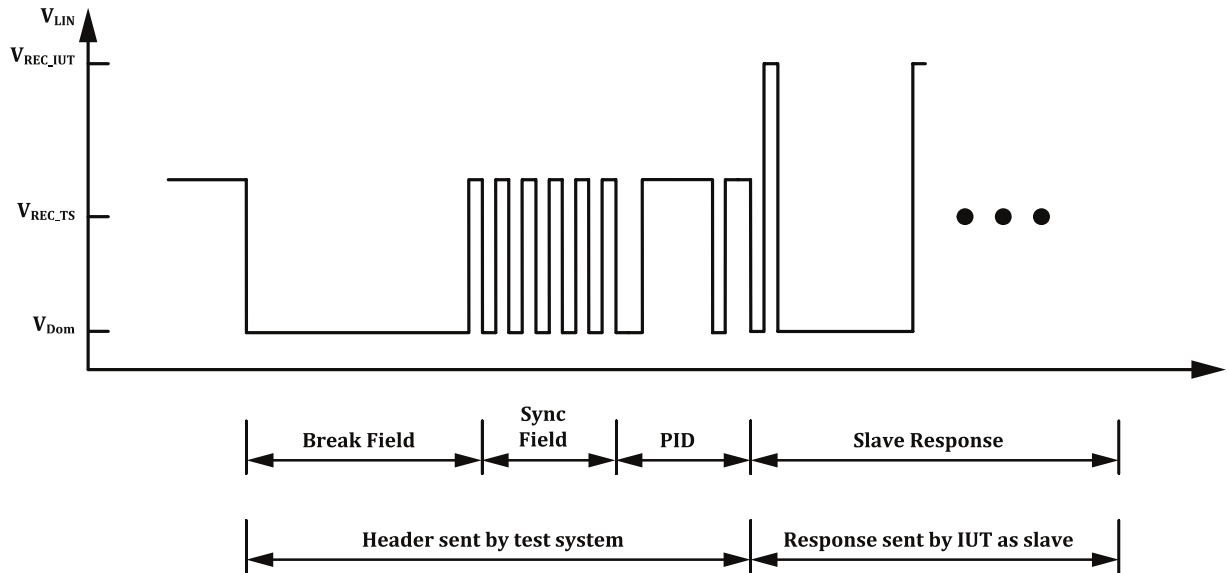 VLIN
VREC_IUT
VREC_TS
VDom
Break Field
Sync
Field
PID
Slave Response
Header sent by test system
Response sent by IUT as slave